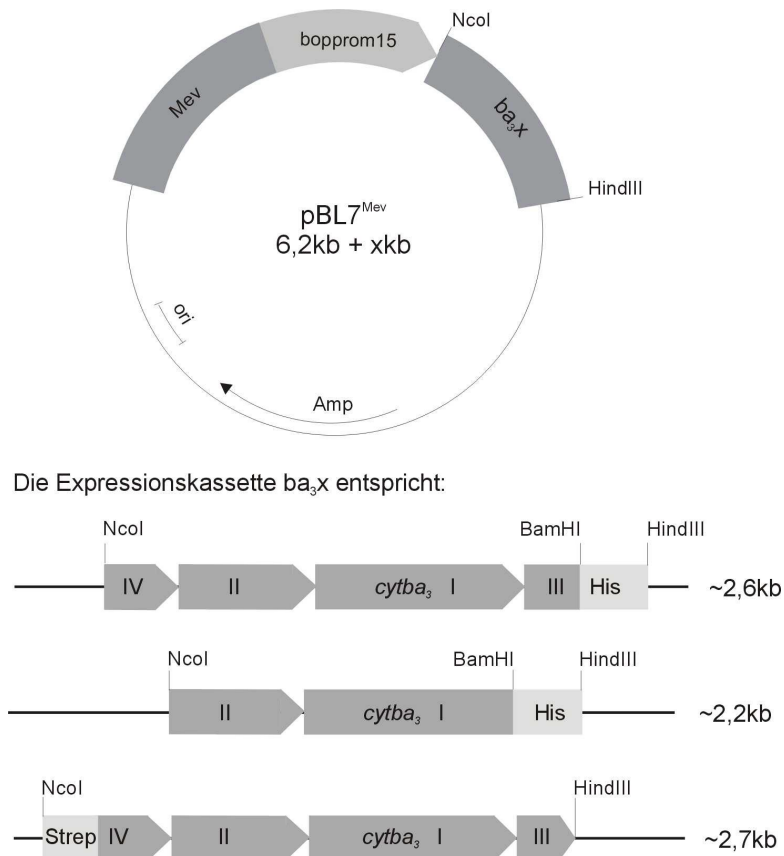 NcoI
bopprom15
Mev
ba₃x
HindIII
pBL7ᴹᵉᵛ
6,2kb + xkb
ori
Amp
Die Expressionskassette ba₃x entspricht:
NcoI BamHI HindIII
IV II cytba₃ I III His ~2,6kb
NcoI BamHI HindIII
II cytba₃ I His ~2,2kb
NcoI HindIII
Strep IV II cytba₃ I III ~2,7kb